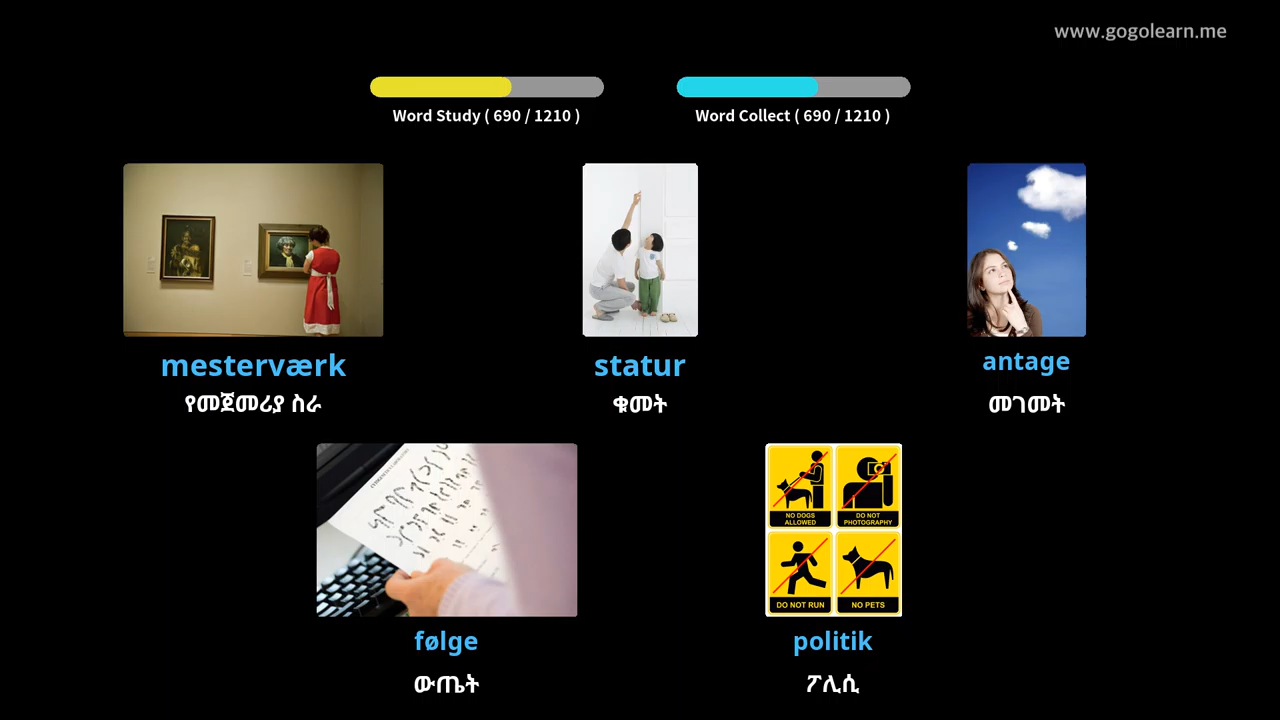 www.gogolearn.me
Word Study ( 690 / 1210 )
Word Collect ( 690 / 1210 )
mesterværk
የመጀመሪያ ስራ
statur
ቁመት
antage
መገመት
NO DOGS
ALLOWED
DO NOT
PHOTOGRAPHY
DO NOT RUN
NO PETS
følge
ውጤት
politik
ፖሊሲ